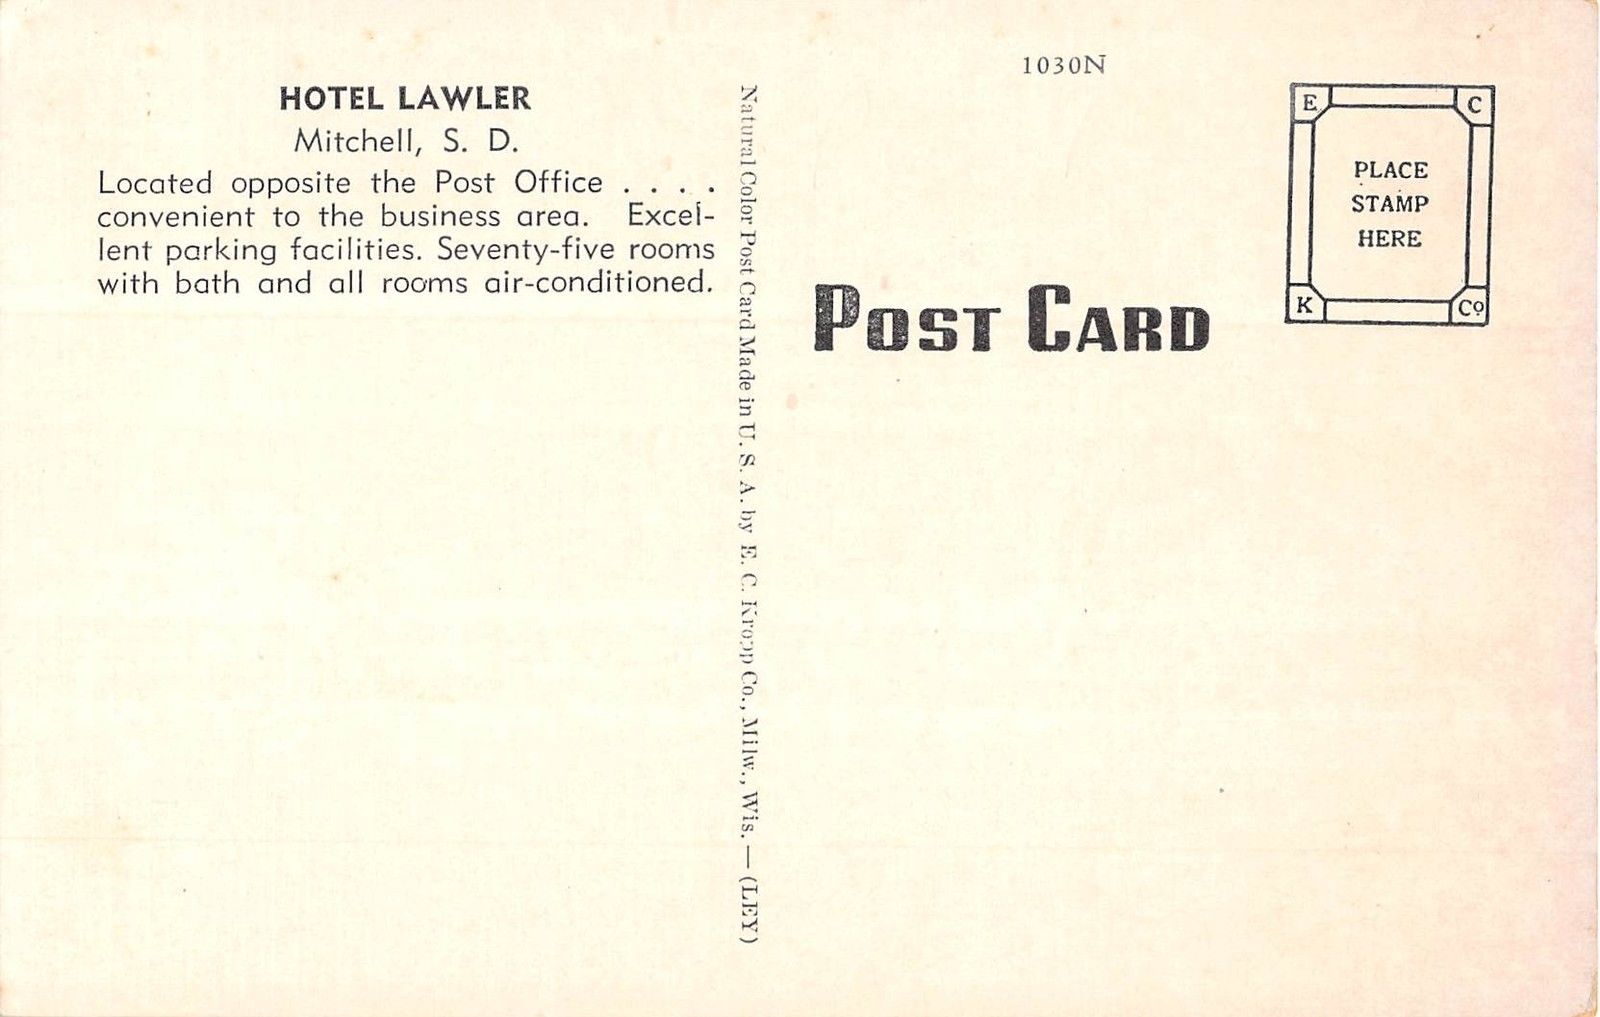 HOTEL LAWLER
Mitchell, S. D.
Located opposite the Post Office . . . .
convenient to the business area. Excel-
lent parking facilities. Seventy-five rooms
with bath and all rooms air-conditioned.
Natural Color Post Card Made in U. S. A. by E. C. Kropp Co., Milw., Wis. — (LEY)
1030N
POST CARD
E C
PLACE
STAMP
HERE
K Co